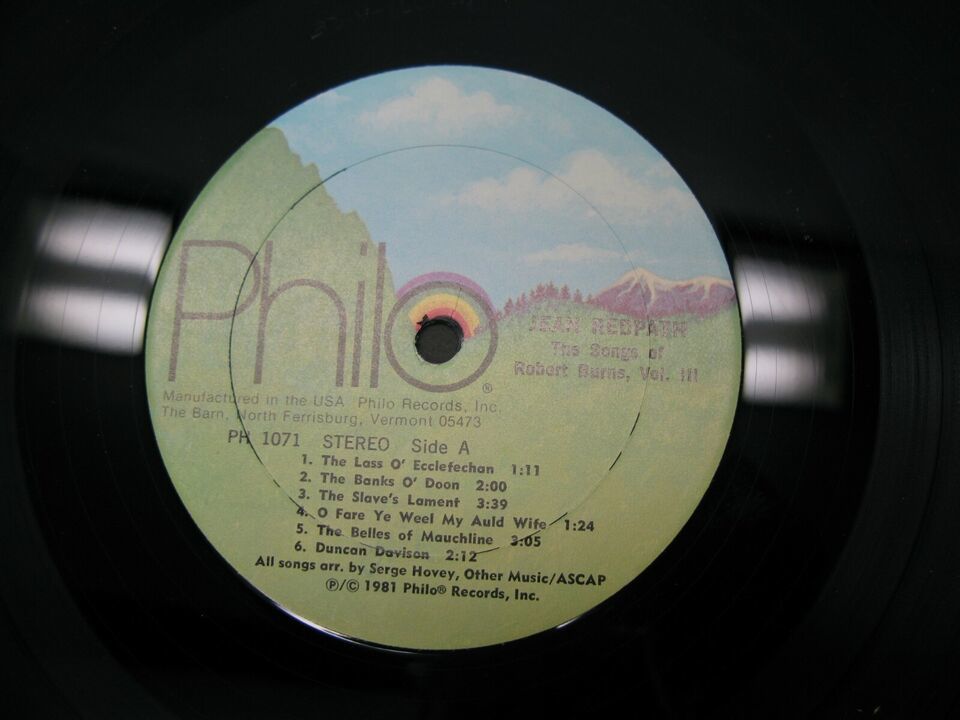 Philo®
JEAN REDPATH
The Songs of
Robert Burns, Vol. III
Manufactured in the USA Philo Records, Inc.
The Barn, North Ferrisburg, Vermont 05473
PH 1071 STEREO Side A
1. The Lass O' Ecclefechan 1:11
2. The Banks O' Doon 2:00
3. The Slave's Lament 3:39
4. O Fare Ye Weel My Auld Wife 1:24
5. The Belles of Mauchline 3:05
6. Duncan Davison 2:12
All songs arr. by Serge Hovey, Other Music/ASCAP
℗/© 1981 Philo® Records, Inc.